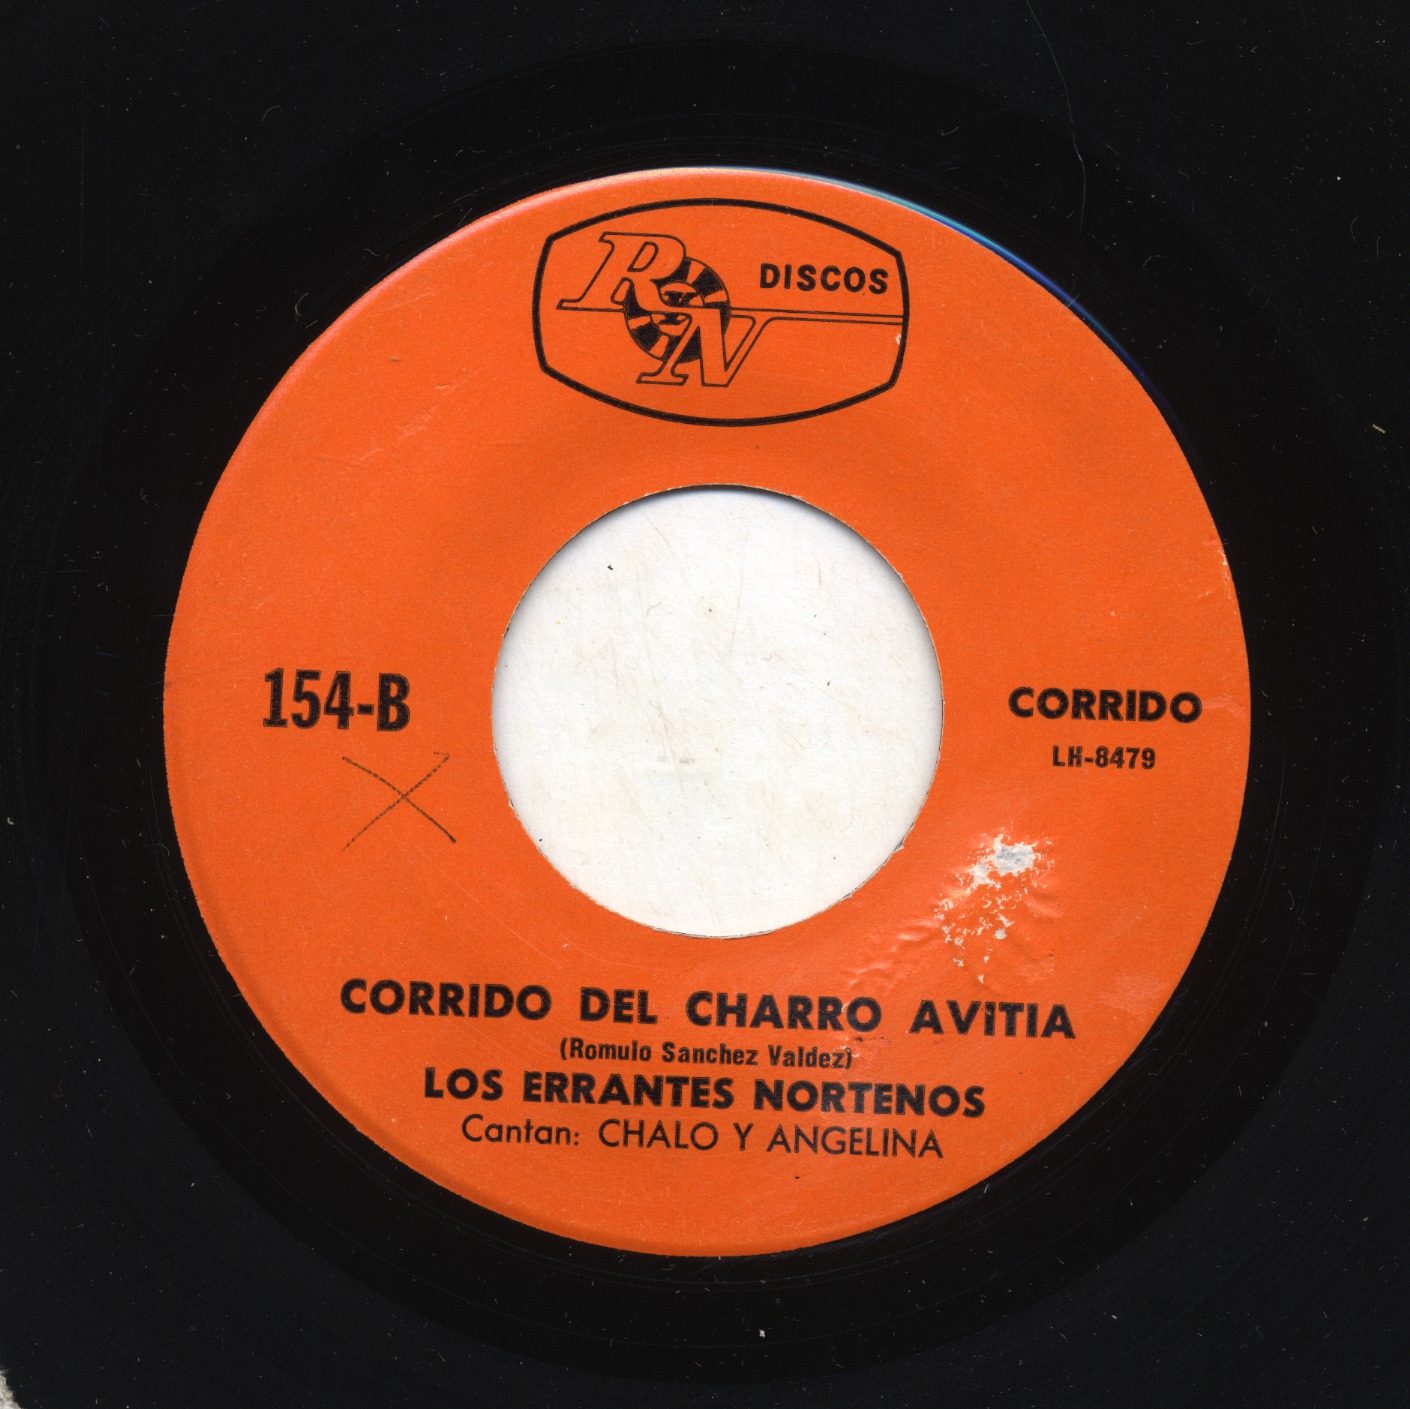 RN DISCOS
154-B
CORRIDO
LH-8479
CORRIDO DEL CHARRO AVITIA
(Romulo Sanchez Valdez)
LOS ERRANTES NORTENOS
Cantan: CHALO Y ANGELINA